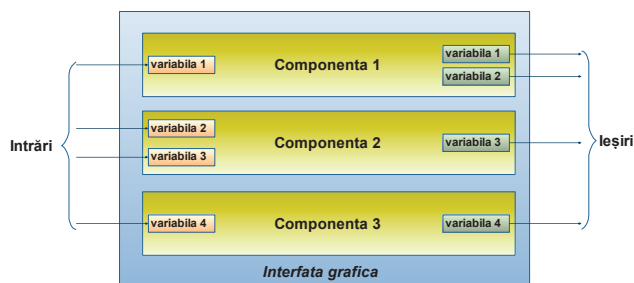 variabila 1
Componenta 1
variabila 1
variabila 2
variabila 2
variabila 3
Componenta 2
variabila 3
Intrări
Ieșiri
variabila 4
Componenta 3
variabila 4
Interfata grafica